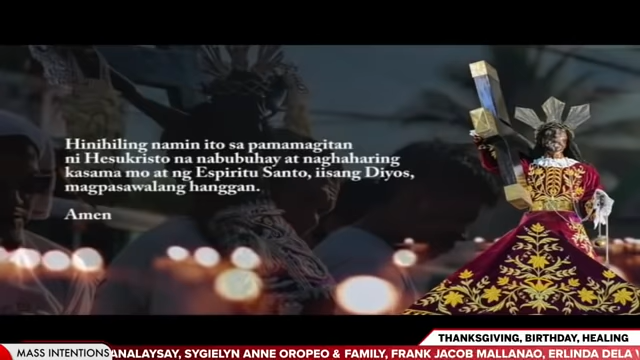 Hinihiling namin ito sa pamamagitan
ni Hesukristo na nabubuhay at naghaharing
kasama mo at ng Espiritu Santo, iisang Diyos,
magpasawalang hanggan.
Amen
THANKSGIVING, BIRTHDAY, HEALING
MASS INTENTIONS
ANALAYSAY, SYGIELYN ANNE OROPEO & FAMILY, FRANK JACOB MALLANAO, ERLINDA DELA